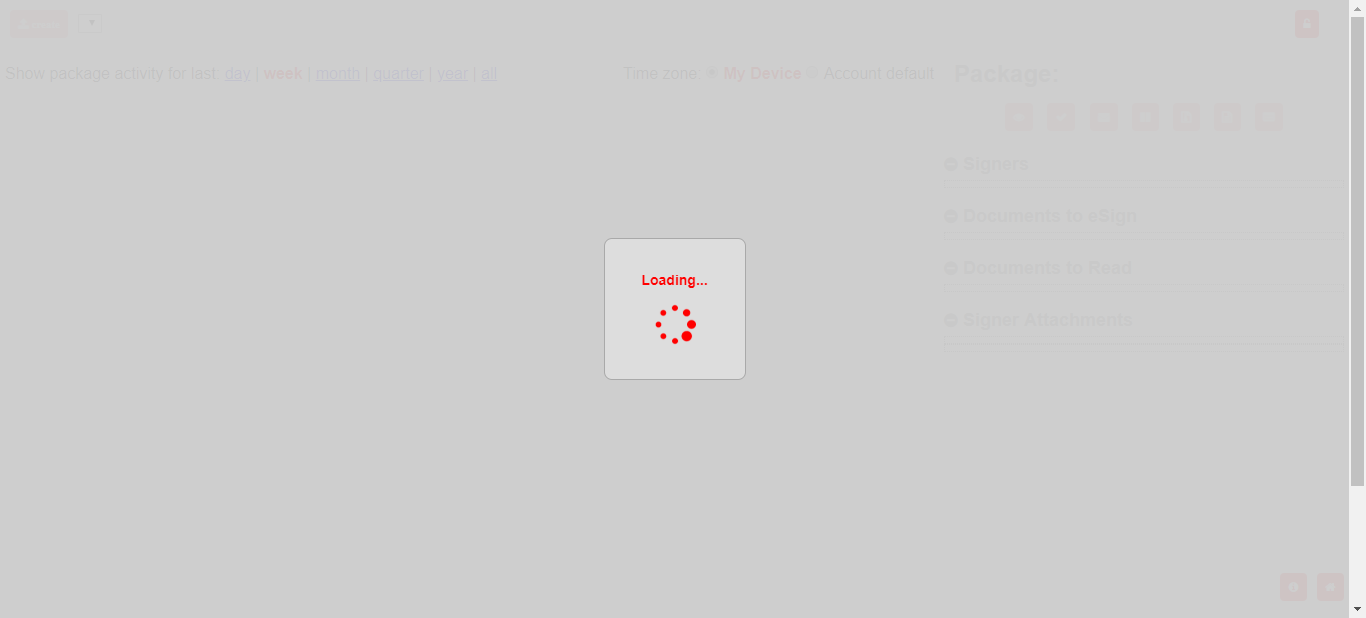 Show package activity for last day | week | month | quarter | year | all
Time zone: My Device Account default
Package:
Signers
Documents to eSign
Documents to Read
Signer Attachments
Loading...